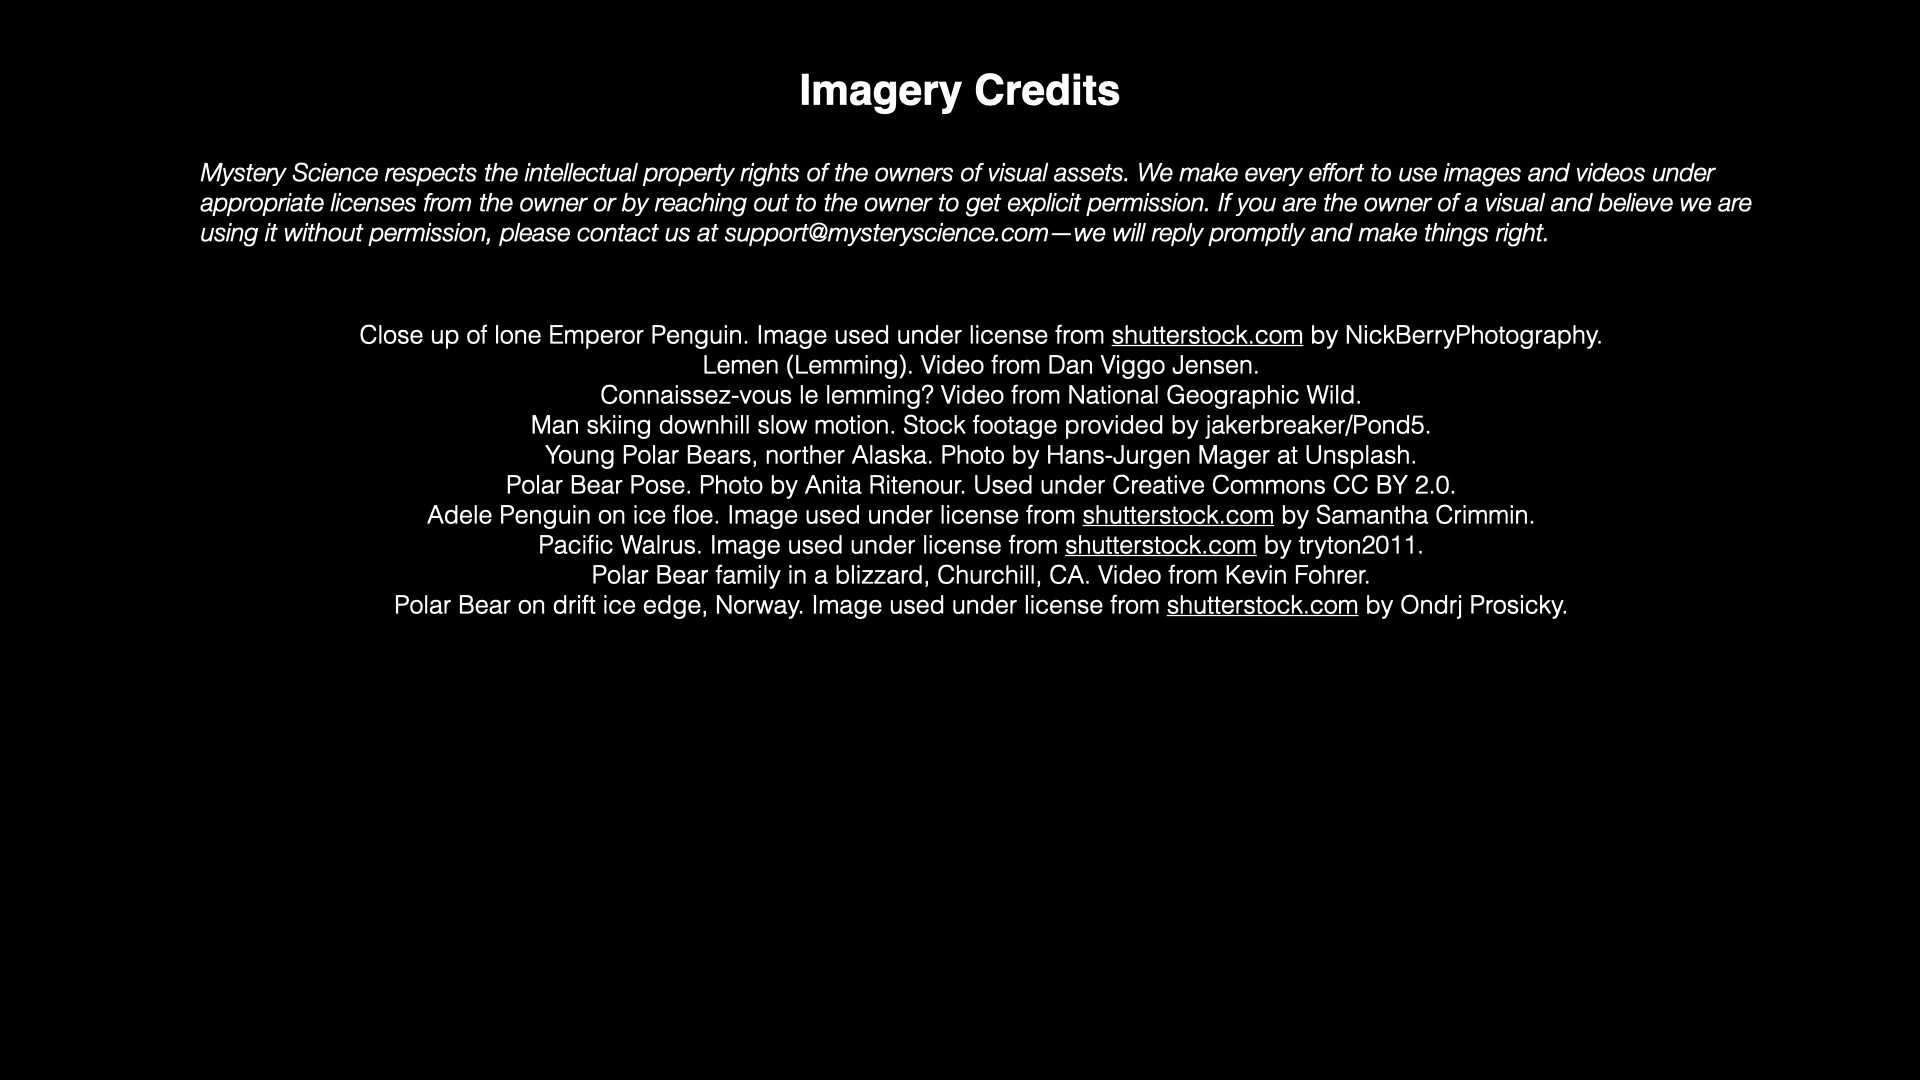 Imagery Credits
Mystery Science respects the intellectual property rights of the owners of visual assets. We make every effort to use images and videos under
appropriate licenses from the owner or by reaching out to the owner to get explicit permission. If you are the owner of a visual and believe we are
using it without permission, please contact us at support@mysteryscience.com—we will reply promptly and make things right.
Close up of lone Emperor Penguin. Image used under license from shutterstock.com by NickBerryPhotography.
Lemen (Lemming). Video from Dan Viggo Jensen.
Connaissez-vous le lemming? Video from National Geographic Wild.
Man skiing downhill slow motion. Stock footage provided by jakerbreaker/Pond5.
Young Polar Bears, norther Alaska. Photo by Hans-Jurgen Mager at Unsplash.
Polar Bear Pose. Photo by Anita Ritenour. Used under Creative Commons CC BY 2.0.
Adele Penguin on ice floe. Image used under license from shutterstock.com by Samantha Crimmin.
Pacific Walrus. Image used under license from shutterstock.com by tryton2011.
Polar Bear family in a blizzard, Churchill, CA. Video from Kevin Fohrer.
Polar Bear on drift ice edge, Norway. Image used under license from shutterstock.com by Ondrj Prosicky.